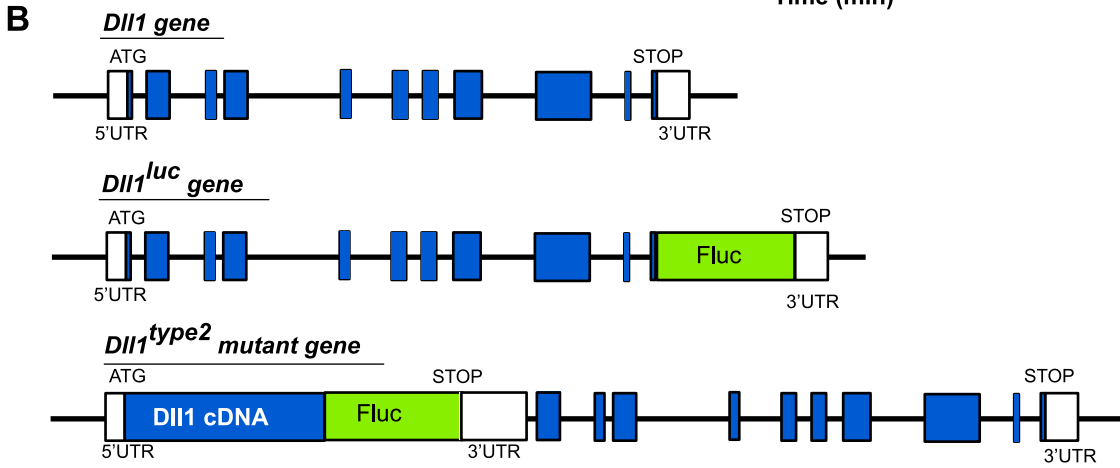 Time (min)
B
Dll1 gene
ATG STOP
5’UTR 3’UTR
Dll1luc gene
ATG STOP
Fluc
5’UTR 3’UTR
Dll1type2 mutant gene
ATG STOP STOP
Dll1 cDNA Fluc
5’UTR 3’UTR 3’UTR